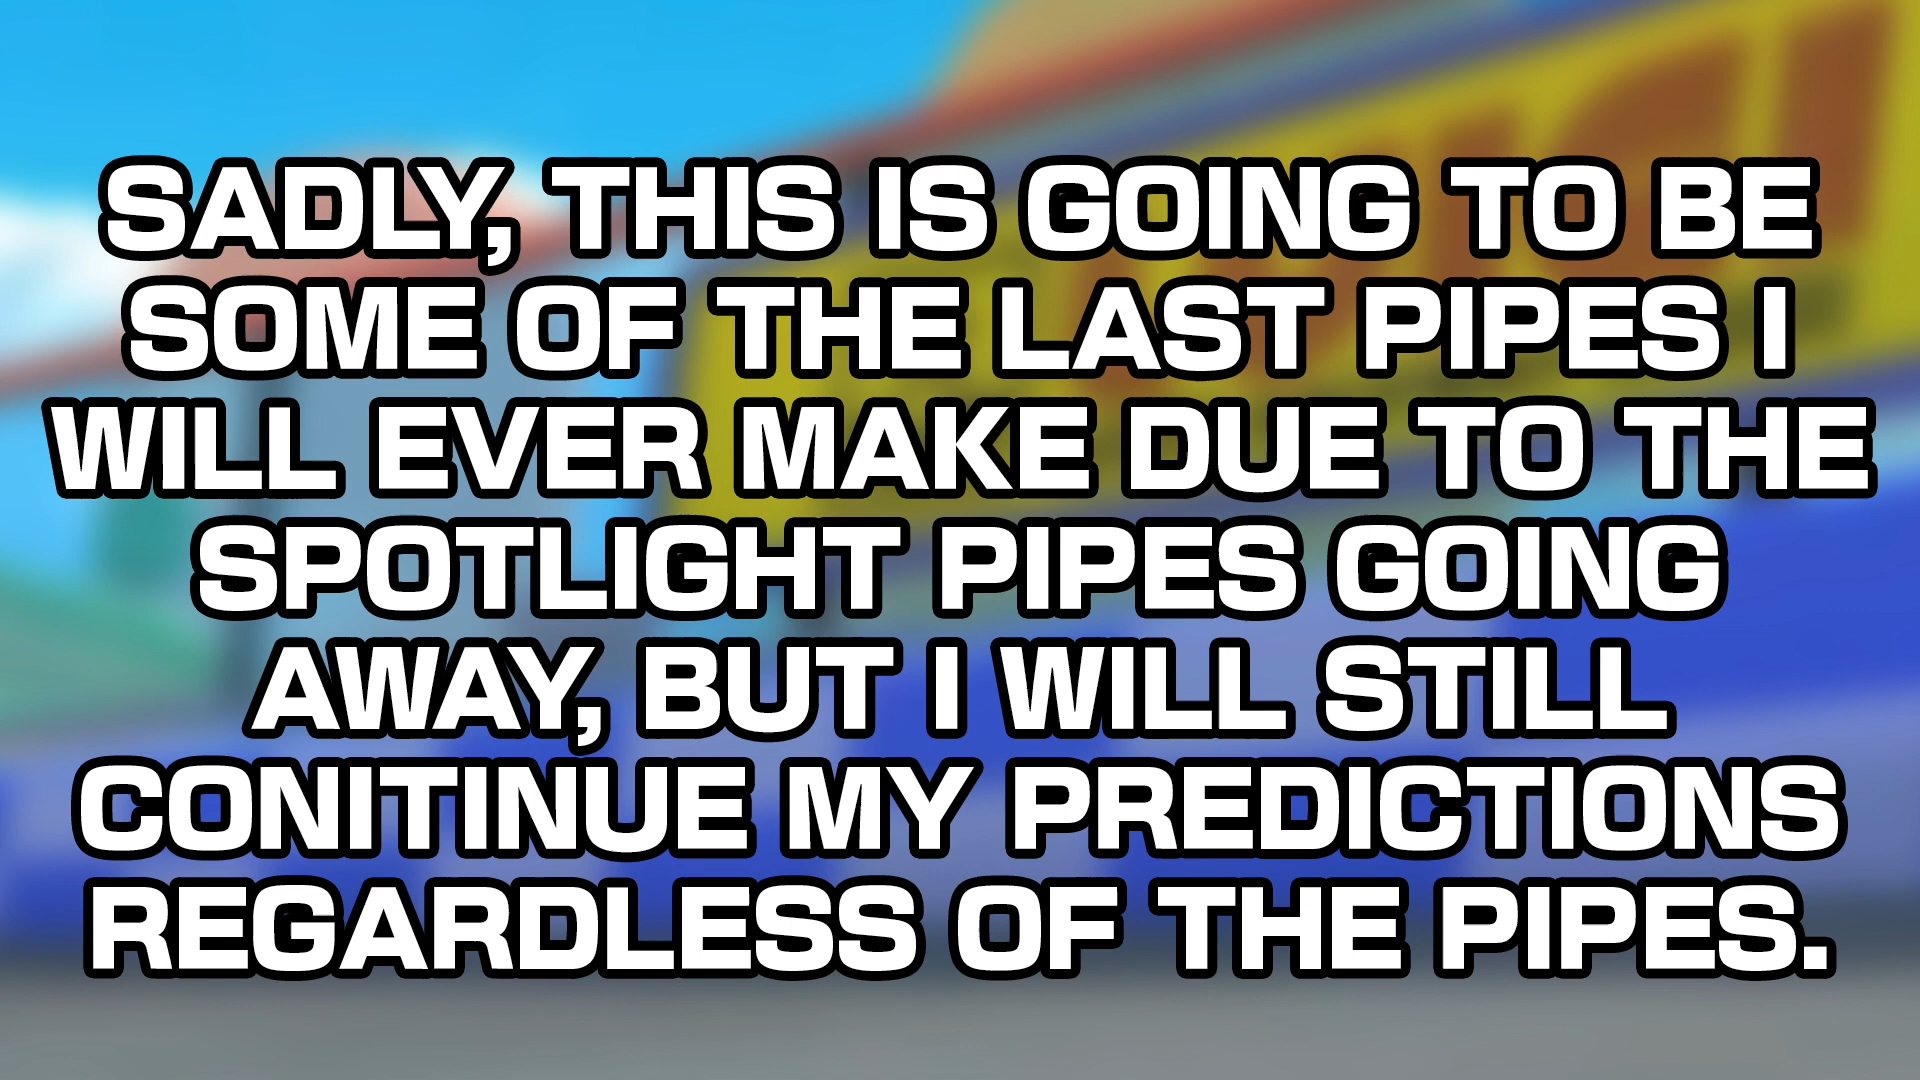 SADLY, THIS IS GOING TO BE
SOME OF THE LAST PIPES I
WILL EVER MAKE DUE TO THE
SPOTLIGHT PIPES GOING
AWAY, BUT I WILL STILL
CONITINUE MY PREDICTIONS
REGARDLESS OF THE PIPES.